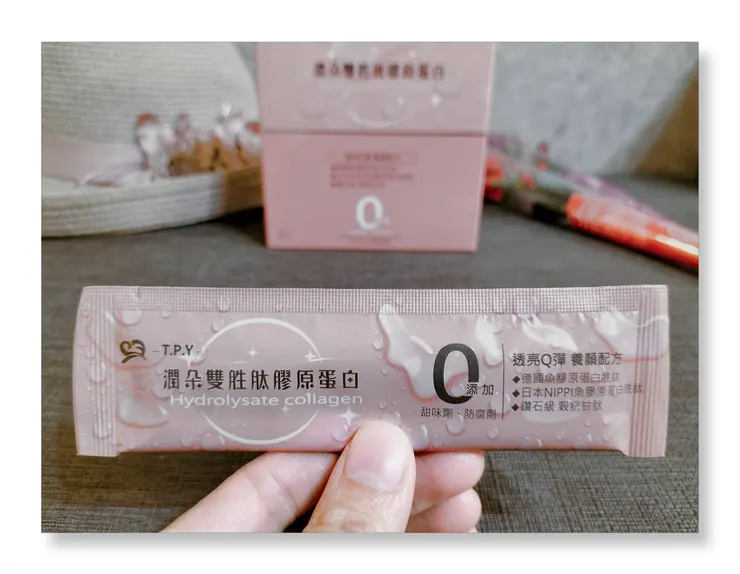 潤朵雙胜肽膠原蛋白
0
- T.P.Y -
潤朵雙胜肽膠原蛋白
Hydrolysate collagen
0添加
甜味劑、防腐劑
透亮Q彈 養顏配方
◆德國魚膠原蛋白胜肽
◆日本NIPPI魚膠原蛋白胜肽
◆鑽石級 穀胱甘肽